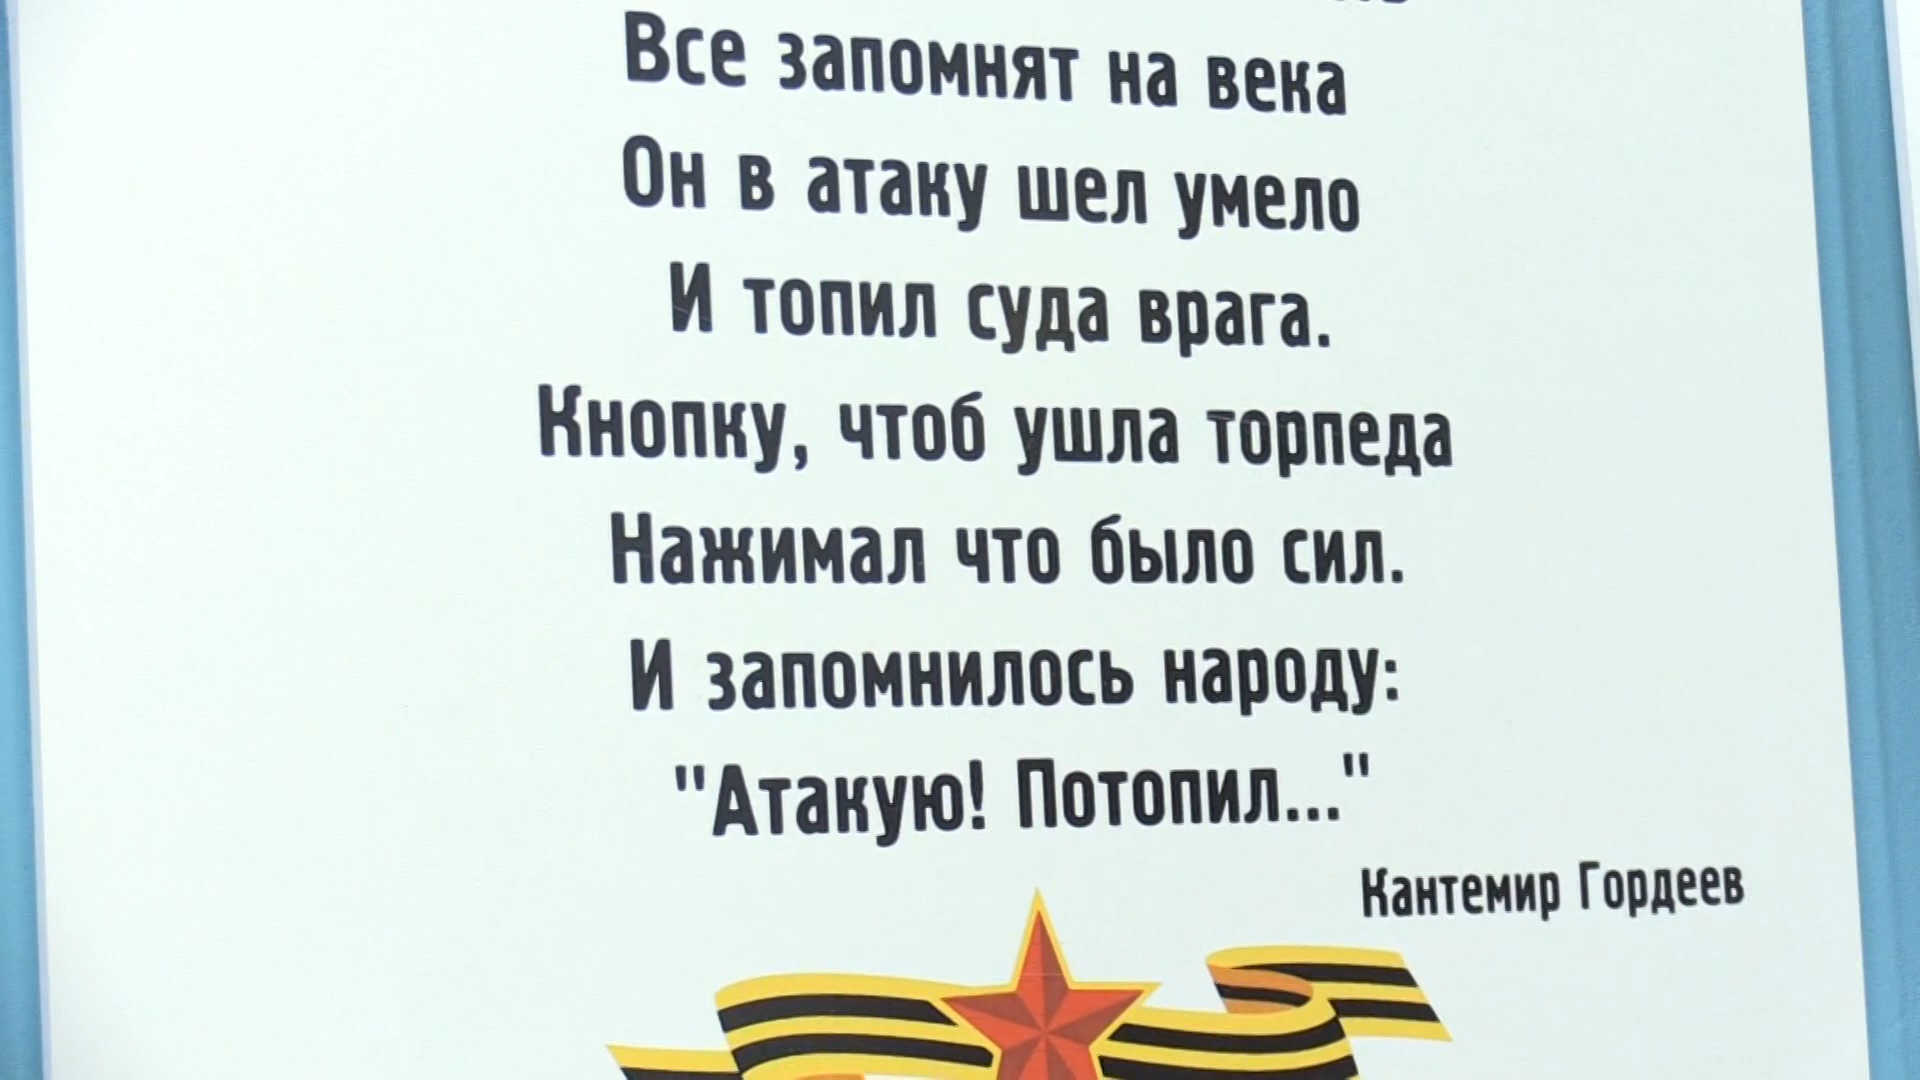 Все запомнят на века
Он в атаку шел умело
И топил суда врага.
Кнопку, чтоб ушла торпеда
Нажимал что было сил.
И запомнилось народу:
"Атакую! Потопил..."
Кантемир Гордеев